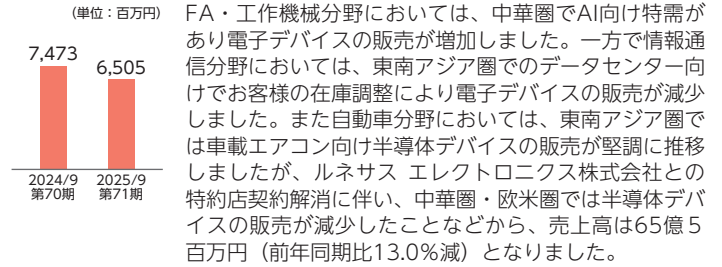 (単位：百万円)
7,473
6,505
2024/9
第70期
2025/9
第71期
FA・工作機械分野においては、中華圏でAI向け特需が
あり電子デバイスの販売が増加しました。一方で情報通
信分野においては、東南アジア圏でのデータセンター向
けでお客様の在庫調整により電子デバイスの販売が減少
しました。また自動車分野においては、東南アジア圏で
は車載エアコン向け半導体デバイスの販売が堅調に推移
しましたが、ルネサス エレクトロニクス株式会社との
特約店契約解消に伴い、中華圏・欧米圏では半導体デバ
イスの販売が減少したことなどから、売上高は65億５
百万円（前年同期比13.0%減）となりました。